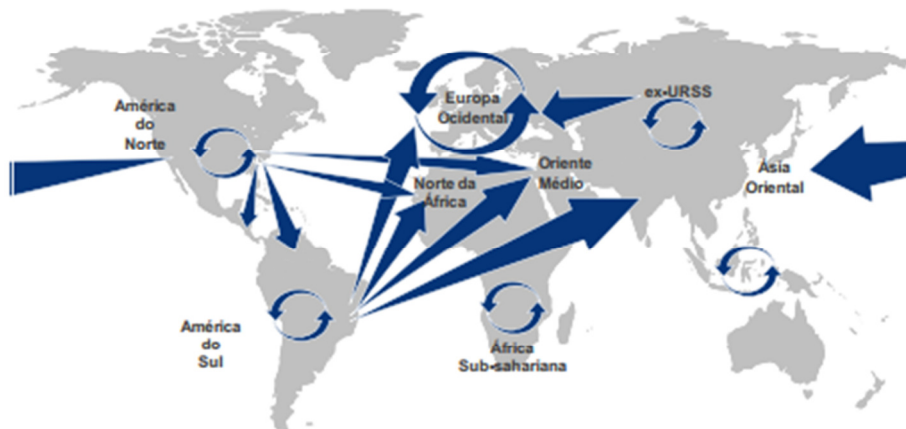 América
do
Norte
Europa
Ocidental
ex-URSS
Norte da
África
Oriente
Médio
Ásia
Oriental
América
do
Sul
África
Sub-sahariana